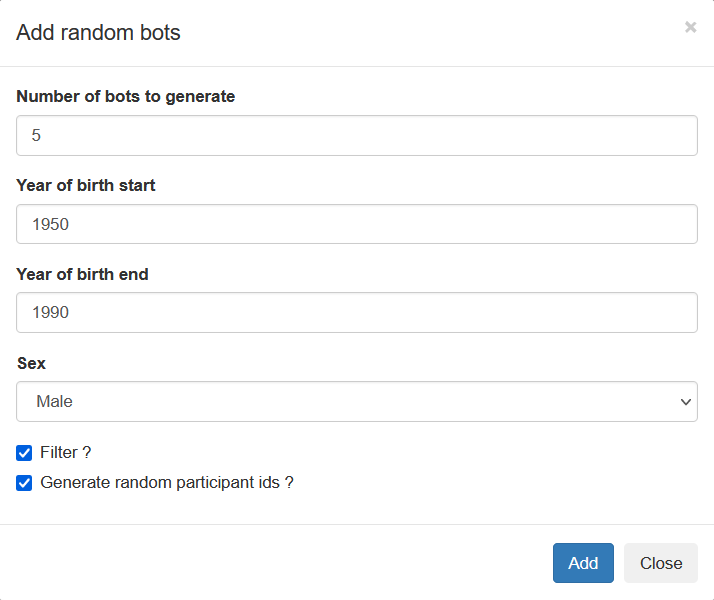 Add random bots
×
Number of bots to generate
5
Year of birth start
1950
Year of birth end
1990
Sex
Male
Filter ?
Generate random participant ids ?
Add Close